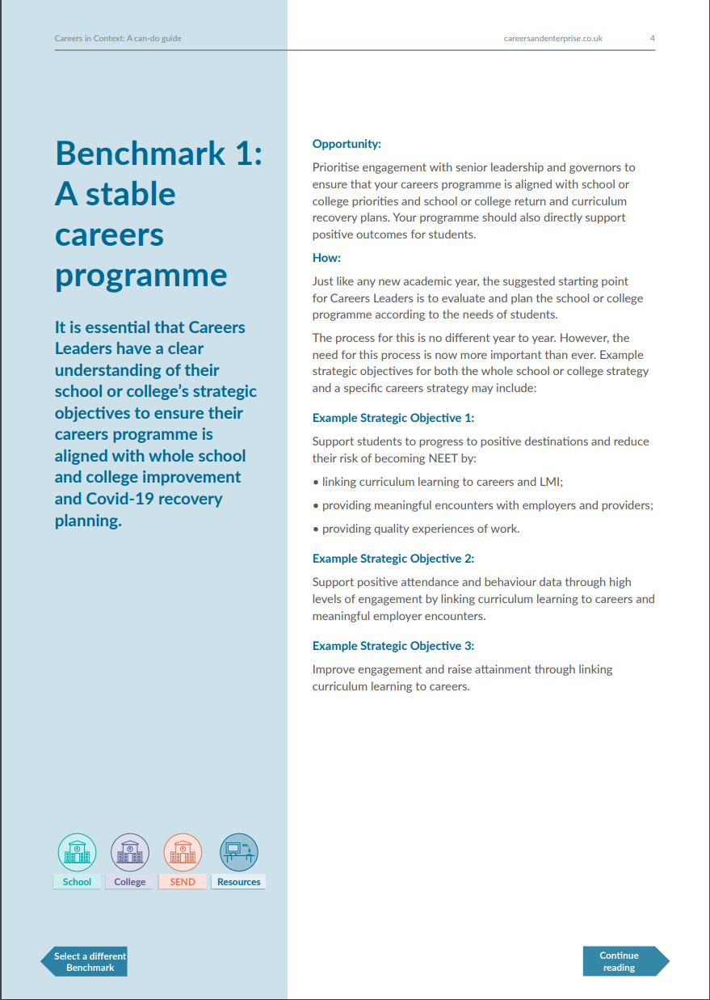 Careers in Context: A can-do guide
careersandenterprise.co.uk
4
Benchmark 1:
A stable
careers
programme
It is essential that Careers
Leaders have a clear
understanding of their
school or college’s strategic
objectives to ensure their
careers programme is
aligned with whole school
and college improvement
and Covid-19 recovery
planning.
Opportunity:
Prioritise engagement with senior leadership and governors to
ensure that your careers programme is aligned with school or
college priorities and school or college return and curriculum
recovery plans. Your programme should also directly support
positive outcomes for students.
How:
Just like any new academic year, the suggested starting point
for Careers Leaders is to evaluate and plan the school or college
programme according to the needs of students.
The process for this is no different year to year. However, the
need for this process is now more important than ever. Example
strategic objectives for both the whole school or college strategy
and a specific careers strategy may include:
Example Strategic Objective 1:
Support students to progress to positive destinations and reduce
their risk of becoming NEET by:
• linking curriculum learning to careers and LMI;
• providing meaningful encounters with employers and providers;
• providing quality experiences of work.
Example Strategic Objective 2:
Support positive attendance and behaviour data through high
levels of engagement by linking curriculum learning to careers and
meaningful employer encounters.
Example Strategic Objective 3:
Improve engagement and raise attainment through linking
curriculum learning to careers.
School
College
SEND
Resources
Select a different
Benchmark
Continue
reading